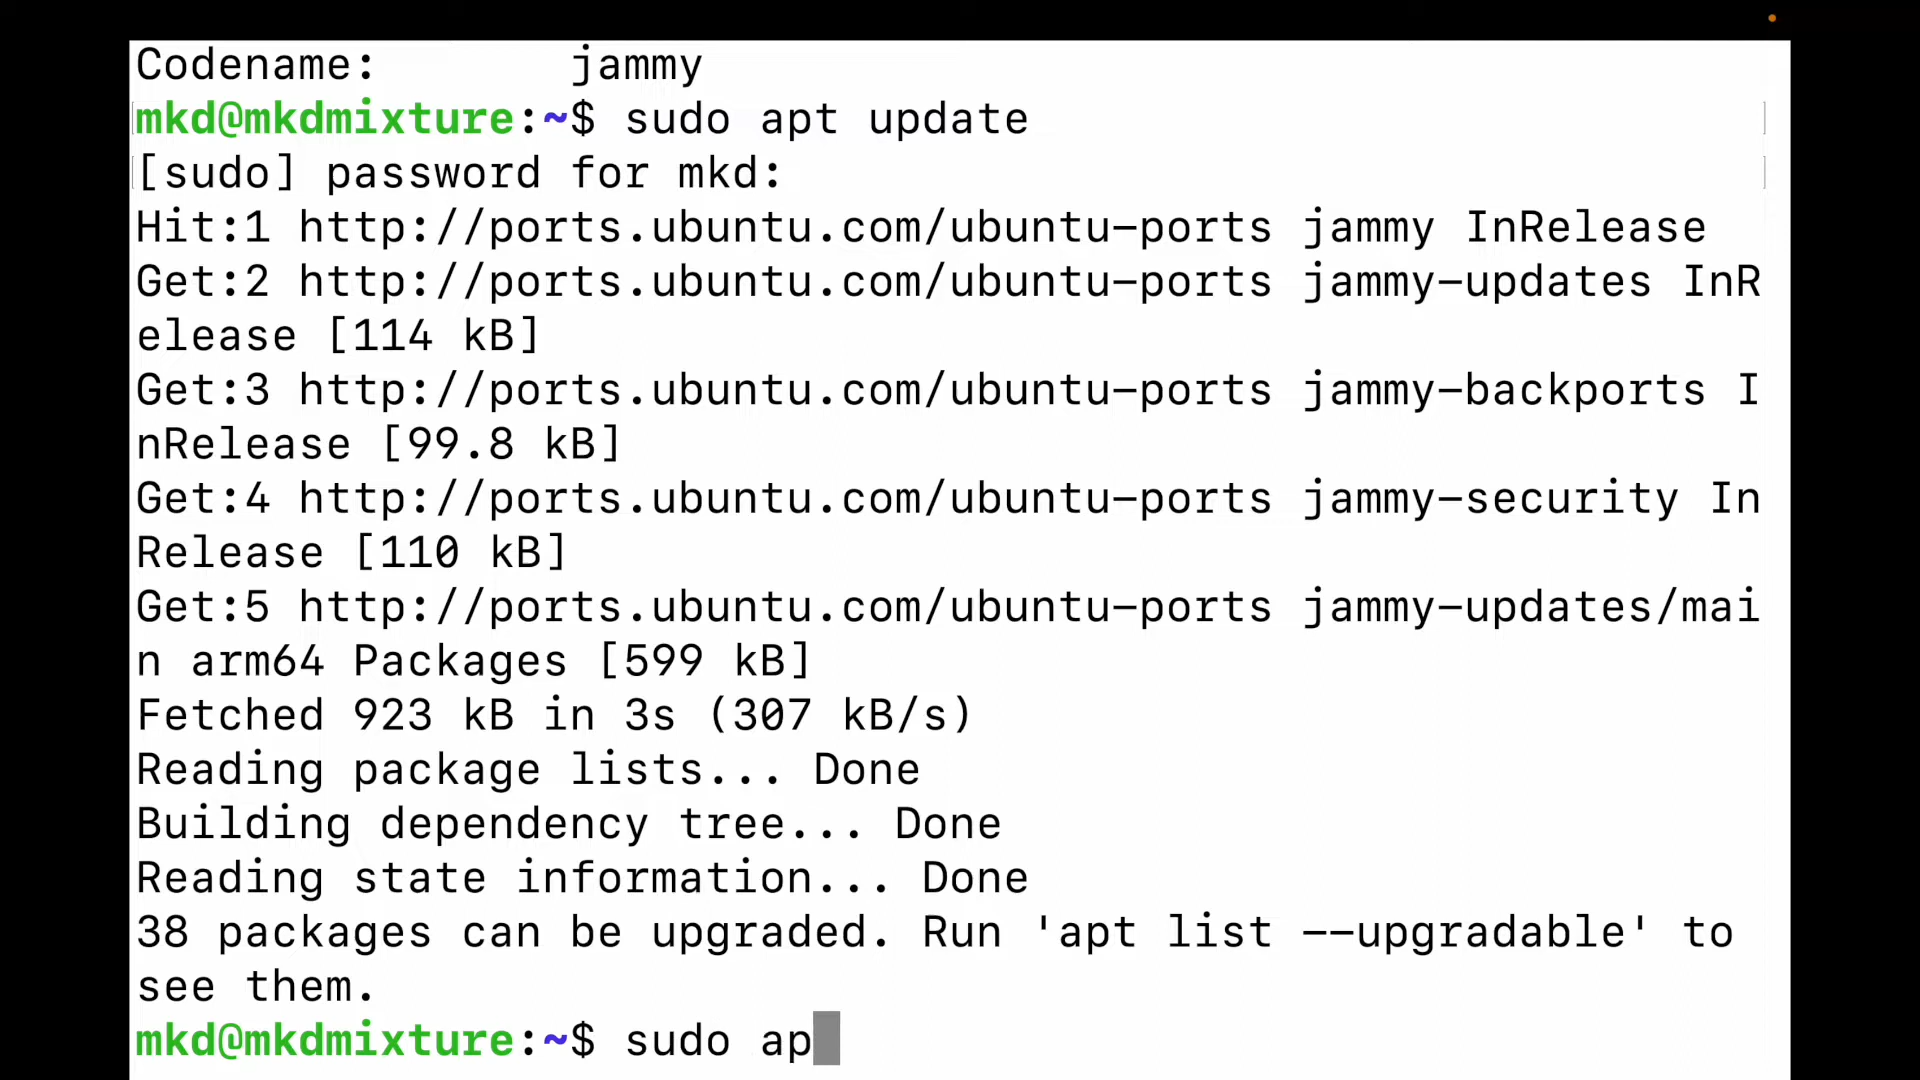 Codename:       jammy
mkd@mkdmixture:~$ sudo apt update
[sudo] password for mkd:
Hit:1 http://ports.ubuntu.com/ubuntu-ports jammy InRelease
Get:2 http://ports.ubuntu.com/ubuntu-ports jammy-updates InR
elease [114 kB]
Get:3 http://ports.ubuntu.com/ubuntu-ports jammy-backports I
nRelease [99.8 kB]
Get:4 http://ports.ubuntu.com/ubuntu-ports jammy-security In
Release [110 kB]
Get:5 http://ports.ubuntu.com/ubuntu-ports jammy-updates/mai
n arm64 Packages [599 kB]
Fetched 923 kB in 3s (307 kB/s)
Reading package lists... Done
Building dependency tree... Done
Reading state information... Done
38 packages can be upgraded. Run 'apt list --upgradable' to
see them.
mkd@mkdmixture:~$ sudo ap